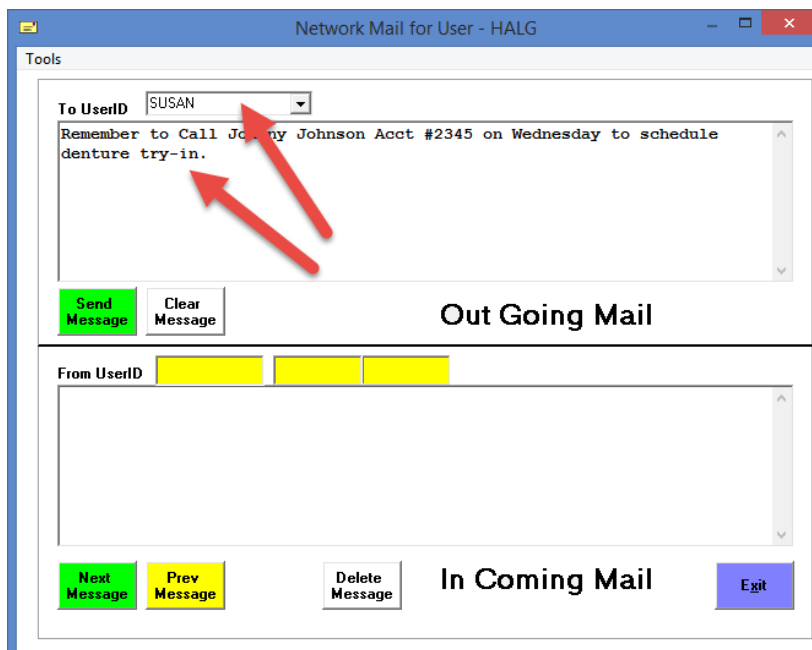 Network Mail for User - HALG
Tools
To UserID SUSAN
Remember to Call Johnson Acct #2345 on Wednesday to schedule
denture try-in.
Send Message
Clear Message
Out Going Mail
From UserID
Next Message
Prev Message
Delete Message
In Coming Mail
Exit